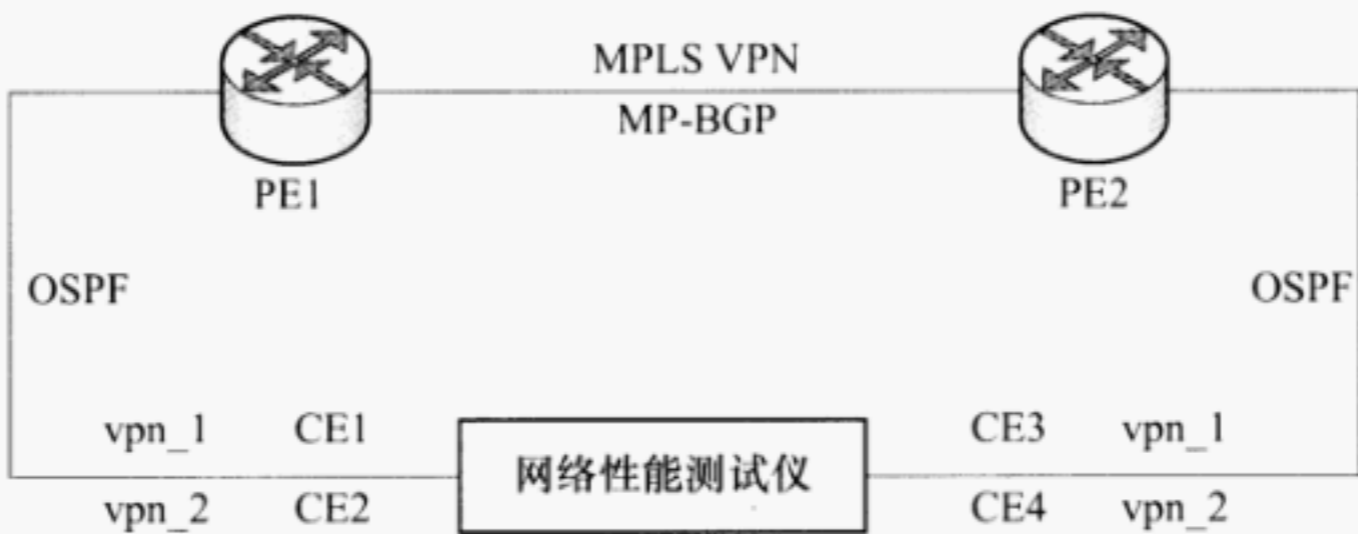 MPLS VPN
MP-BGP
PE1
PE2
OSPF
OSPF
vpn_1 CE1
CE3 vpn_1
网络性能测试仪
vpn_2 CE2
CE4 vpn_2